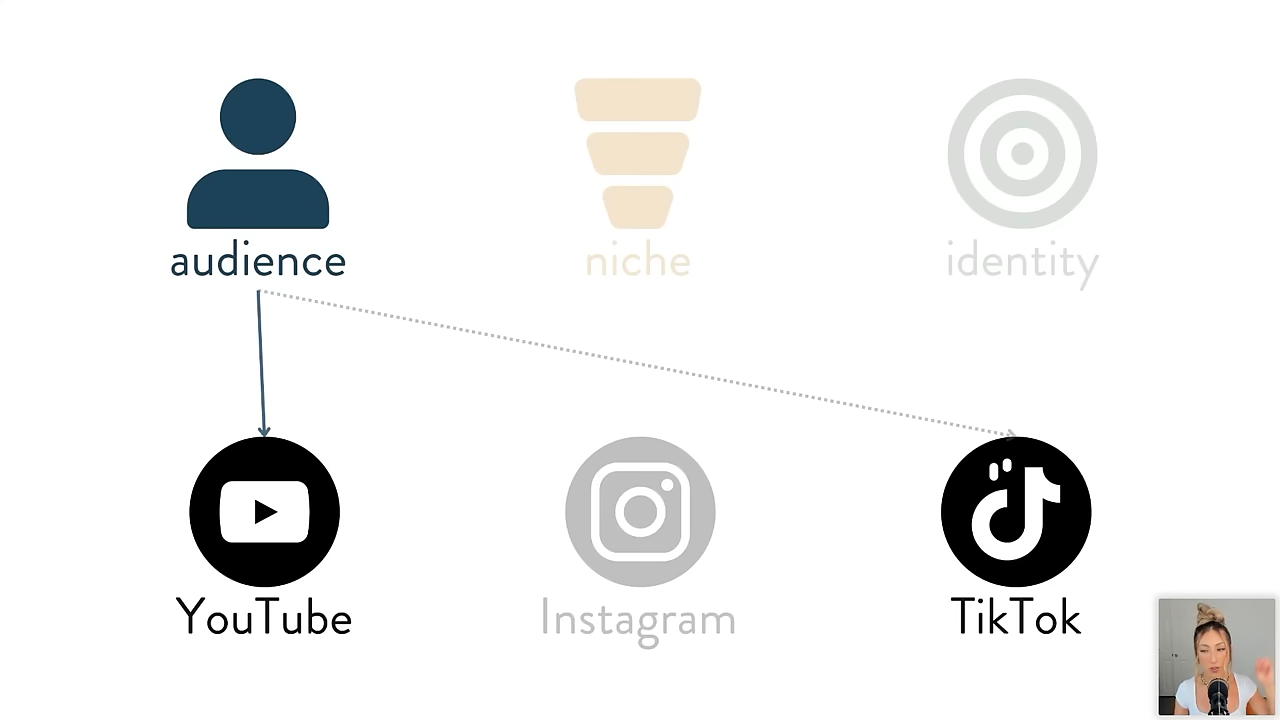 audience
niche
identity
YouTube
Instagram
TikTok